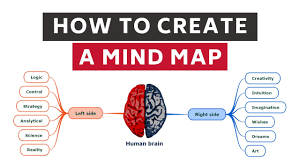 HOW TO CREATE
A MIND MAP
Logic
Control
Strategy
Analytical
Science
Reality
Left side
Human brain
Right side
Creativity
Intuition
Imagination
Wishes
Dreams
Art